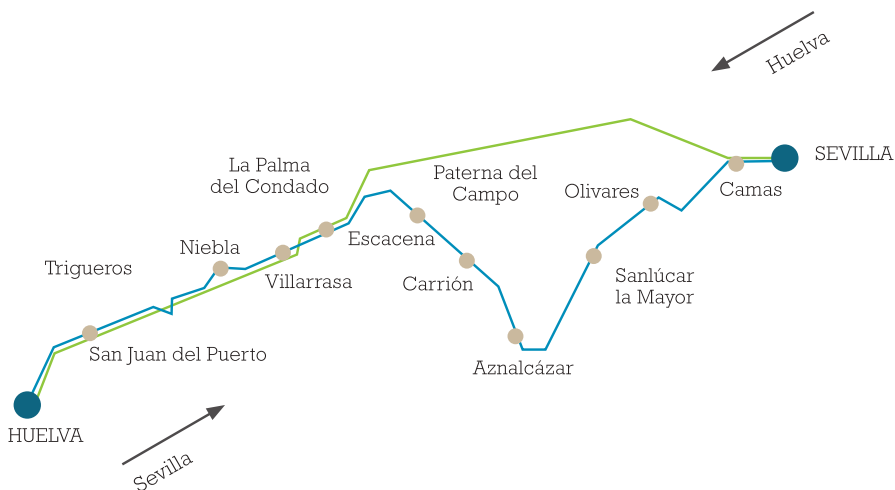 Huelva
SEVILLA
La Palma
del Condado
Paterna del
Campo
Olivares
Camas
Niebla
Escacena
Trigueros
Villarrasa
Carrión
Sanlúcar
la Mayor
San Juan del Puerto
Aznalcázar
HUELVA
Sevilla